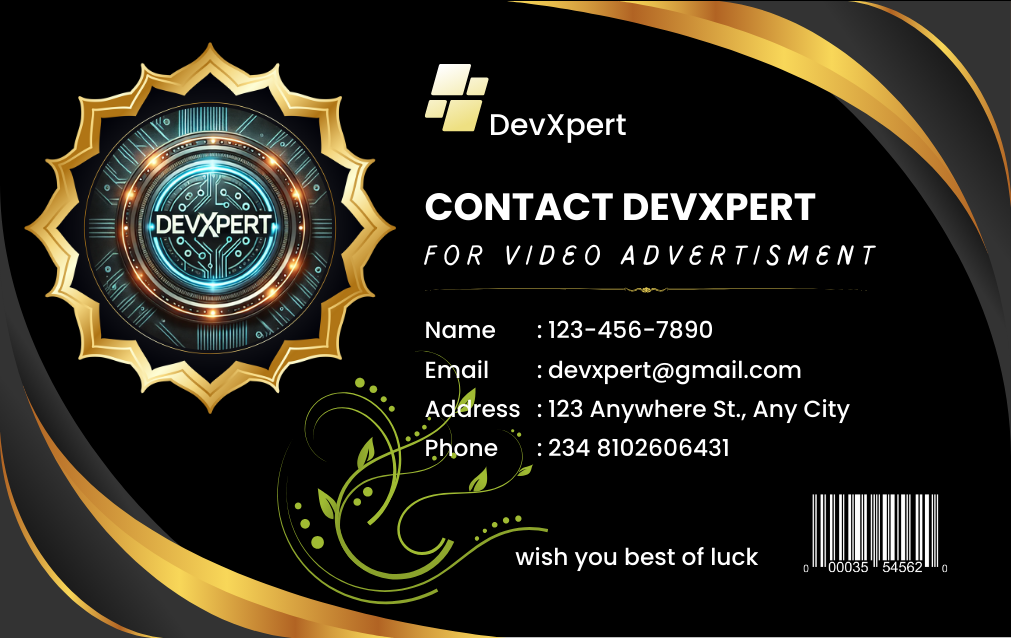 DEVXPERT
DevXpert
CONTACT DEVXPERT
FOR VIDEO ADVERTISMENT
Name : 123-456-7890
Email : devxpert@gmail.com
Address : 123 Anywhere St., Any City
Phone : 234 8102606431
wish you best of luck
0 00035 54562 0